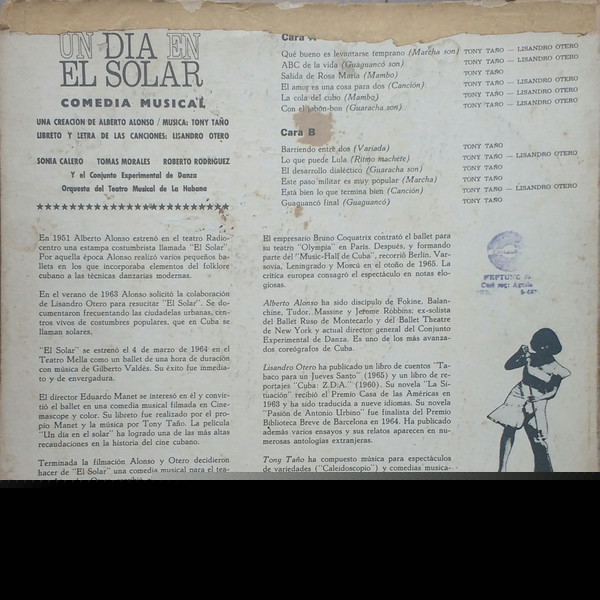 UN DIA EN
EL SOLAR
COMEDIA MUSICAL
UNA CREACION DE ALBERTO ALONSO / MUSICA: TONY TAÑO
LIBRETO Y LETRA DE LAS CANCIONES: LISANDRO OTERO
SONIA CALERO TOMAS MORALES ROBERTO RODRIGUEZ
Y el Conjunto Experimental de Danza
Orquesta del Teatro Musical de La Habana
Cara A
Qué bueno es levantarse temprano (Marcha son) TONY TAÑO — LISANDRO OTERO
ABC de la vida (Guaguancó son) TONY TAÑO — LISANDRO OTERO
Salida de Rosa María (Mambo) TONY TAÑO
El amor es una cosa para dos (Canción) TONY TAÑO — LISANDRO OTERO
La cola del cubo (Mambo) TONY TAÑO — LISANDRO OTERO
Con el jabón-bon (Guaracha son) TONY TAÑO — LISANDRO OTERO
Cara B
Barriendo entre dos (Variada) TONY TAÑO
Lo que puede Lula (Ritmo machete) TONY TAÑO — LISANDRO OTERO
El desarrollo dialéctico (Guaracha son) TONY TAÑO
Este paso militar es muy popular (Marcha) TONY TAÑO
Está bien lo que termina bien (Canción) TONY TAÑO — LISANDRO OTERO
Guaguancó final (Guaguancó) TONY TAÑO
En 1951 Alberto Alonso estrenó en el teatro Radio-
centro una estampa costumbrista llamada "El Solar".
Por aquella época Alonso realizó varios pequeños ba-
llets en los que incorporaba elementos del folklore
cubano a las técnicas danzarias modernas.
En el verano de 1963 Alonso solicitó la colaboración
de Lisandro Otero para resucitar "El Solar". Se do-
cumentaron frecuentando las ciudadelas urbanas, cen-
tros vivos de costumbres populares, que en Cuba se
llaman solares.
"El Solar" se estrenó el 4 de marzo de 1964 en el
Teatro Mella como un ballet de una hora de duración
con música de Gilberto Valdés. Su éxito fue inmedia-
to y de envergadura.
El director Eduardo Manet se interesó en él y convir-
tió el ballet en una comedia musical filmada en Cine-
mascope y color. Su libreto fue realizado por el pro-
pio Manet y la música por Tony Taño. La película
"Un día en el solar" ha logrado una de las más altas
recaudaciones en la historia del cine cubano.
Terminada la filmación Alonso y Otero decidieron
hacer de "El Solar" una comedia musical para el tea-
El empresario Bruno Coquatrix contrató el ballet para
su teatro "Olympia" en París. Después, y formando
parte del "Music-Hall de Cuba", recorrió Berlín, Var-
sovia, Leningrado y Moscú en el otoño de 1965. La
crítica europea consagró el espectáculo en notas elo-
giosas.
Alberto Alonso ha sido discípulo de Fokine, Balan-
chine, Tudor, Massine y Jerome Robbins; ex-solista
del Ballet Ruso de Montecarlo y del Ballet Theatre
de New York y actual director general del Conjunto
Experimental de Danza. Es uno de los más avanza-
dos coreógrafos de Cuba.
Lisandro Otero ha publicado un libro de cuentos "Ta-
baco para un Jueves Santo" (1965) y un libro de re-
portajes "Cuba: Z.D.A." (1960). Su novela "La Si-
tuación" recibió el Premio Casa de las Américas en
1963 y ha sido traducida a nueve idiomas. Su novela
"Pasión de Antonio Urbino" fue finalista del Premio
Biblioteca Breve de Barcelona en 1964. Ha publicado
además varios ensayos y sus relatos aparecen en nu-
merosas antologías extranjeras.
Tony Taño ha compuesto música para espectáculos
de variedades ("Caleidoscopio") y comedias musica-
NEPTUNO